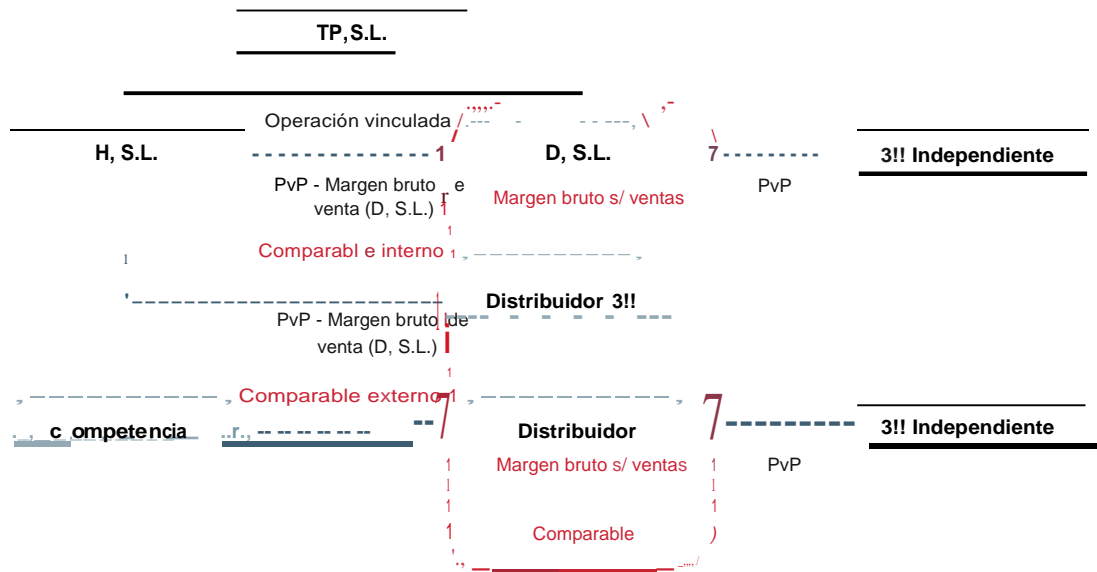 TP, S.L.
Operación vinculada
H, S.L.
D, S.L.
3!! Independiente
PvP - Margen bruto e
venta (D, S.L.)
Margen bruto s/ ventas
PvP
Comparabl e interno
Distribuidor 3!!
PvP - Margen bruto de
venta (D, S.L.)
Comparable externo
c ompetencia
Distribuidor
3!! Independiente
Margen bruto s/ ventas
PvP
Comparable